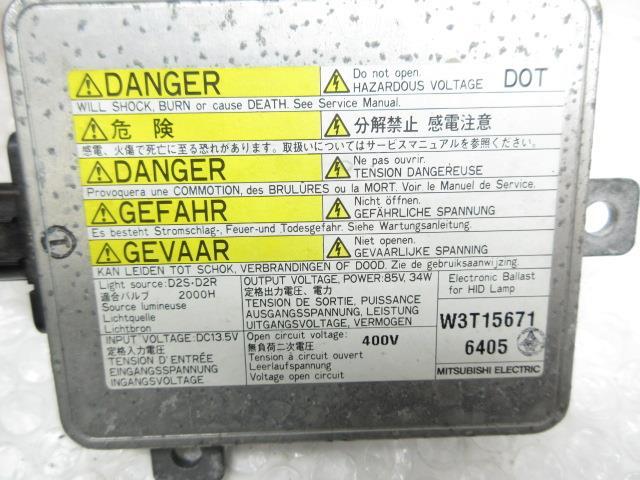 DANGER Do not open. HAZARDOUS VOLTAGE DOT
WILL SHOCK, BURN or cause DEATH. See Service Manual.
危険 分解禁止 感電注意
感電、火傷で死亡に至る恐れがあります。取扱いについてはサービスマニュアルを参照ください。
DANGER Ne pas ouvrir. TENSION DANGEREUSE
Provoquera une COMMOTION, des BRULÛRES ou la MORT. Voir le Manuel de Service.
GEFAHR Nicht öffnen. GEFÄHRLICHE SPANNUNG
Es besteht Stromschlag-, Feuer-und Todesgefahr. Siehe Wartungsanleitung.
GEVAAR Niet openen. GEVAARLIJKE SPANNING
KAN LEIDEN TOT SCHOK, VERBRANDINGEN OF DOOD. Zie de gebruiksaanwijzing.
Light source:D2S・D2R
適合バルブ 2000H
Source lumineuse
Lichtquelle
Lichtbron
INPUT VOLTAGE:DC13.5V
定格入力電圧
TENSION D'ENTRÉE
EINGANGSSPANNUNG
INGANGSVOLTAGE
OUTPUT VOLTAGE, POWER:85V, 34W
定格出力電圧、電力
TENSION DE SORTIE, PUISSANCE
AUSGANGSSPANNUNG, LEISTUNG
UITGANGSVOLTAGE, VERMOGEN
Open circuit voltage:
無負荷二次電圧 400V
Tension à circuit ouvert
Leerlaufspannung
Voltage open circuit
Electronic Ballast
for HID Lamp
W3T15671
6405
MITSUBISHI ELECTRIC